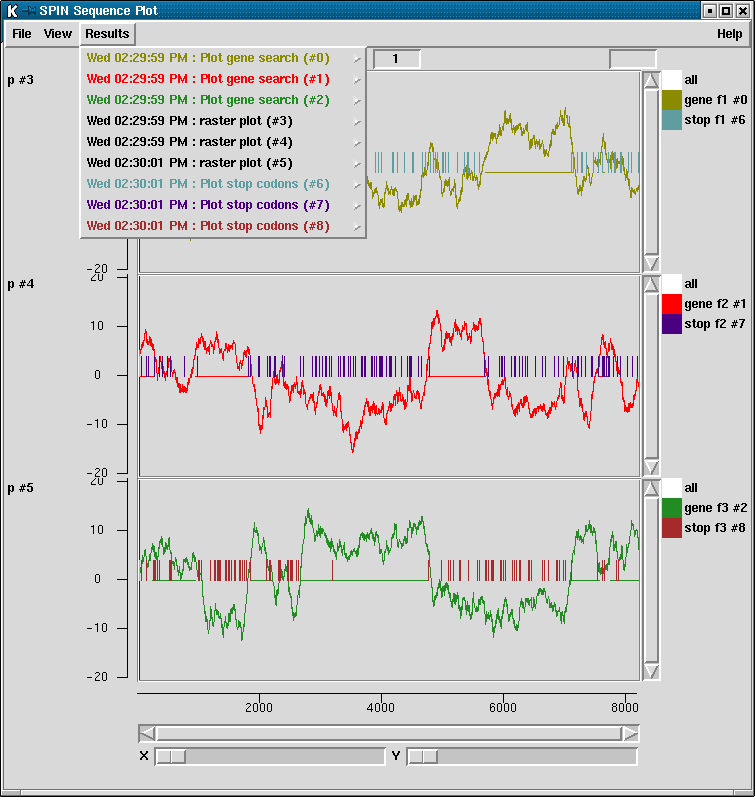 K SPIN Sequence Plot
File View Results Help
Wed 02:29:59 PM : Plot gene search (#0)
Wed 02:29:59 PM : Plot gene search (#1)
Wed 02:29:59 PM : Plot gene search (#2)
Wed 02:29:59 PM : raster plot (#3)
Wed 02:29:59 PM : raster plot (#4)
Wed 02:30:01 PM : raster plot (#5)
Wed 02:30:01 PM : Plot stop codons (#6)
Wed 02:30:01 PM : Plot stop codons (#7)
Wed 02:30:01 PM : Plot stop codons (#8)
1
p #3
all
gene f1 #0
stop f1 #6
-20
p #4
20
10
0
-10
-20
all
gene f2 #1
stop f2 #7
p #5
20
10
0
-10
-20
all
gene f3 #2
stop f3 #8
2000 4000 6000 8000
X Y